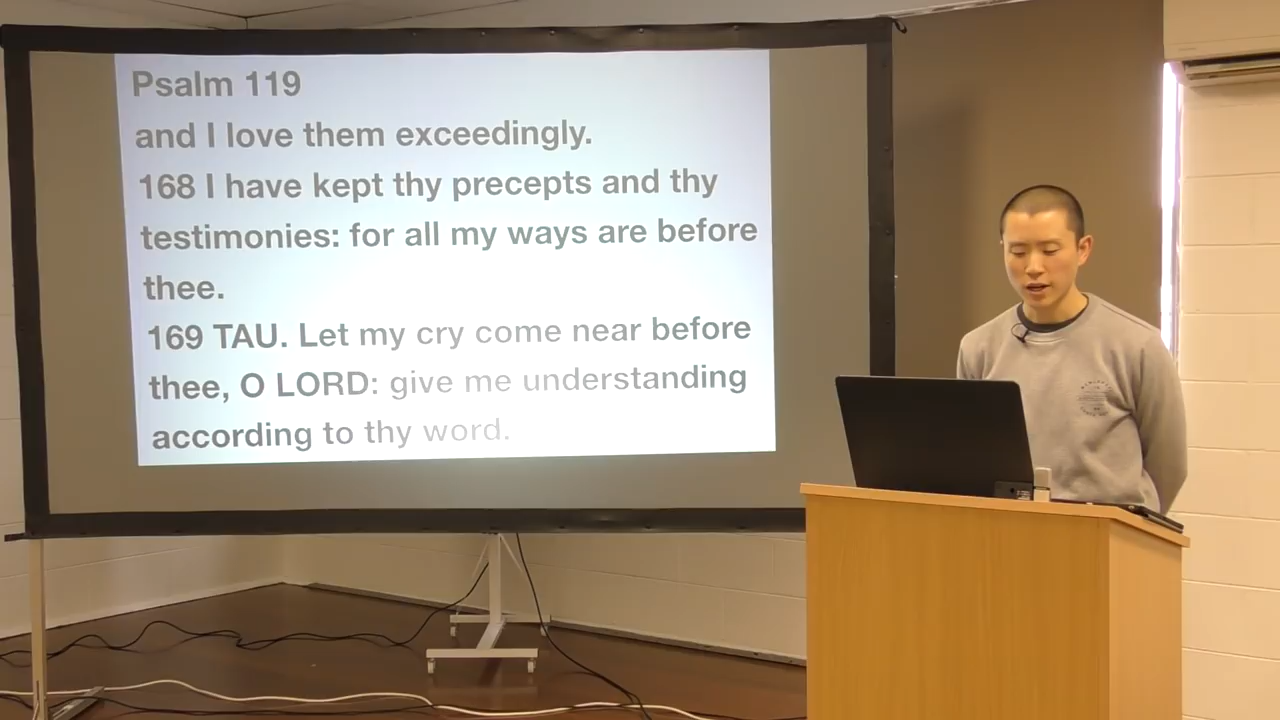 Psalm 119
and I love them exceedingly.
168 I have kept thy precepts and thy
testimonies: for all my ways are before
thee.
169 TAU. Let my cry come near before
thee, O LORD: give me understanding
according to thy word.